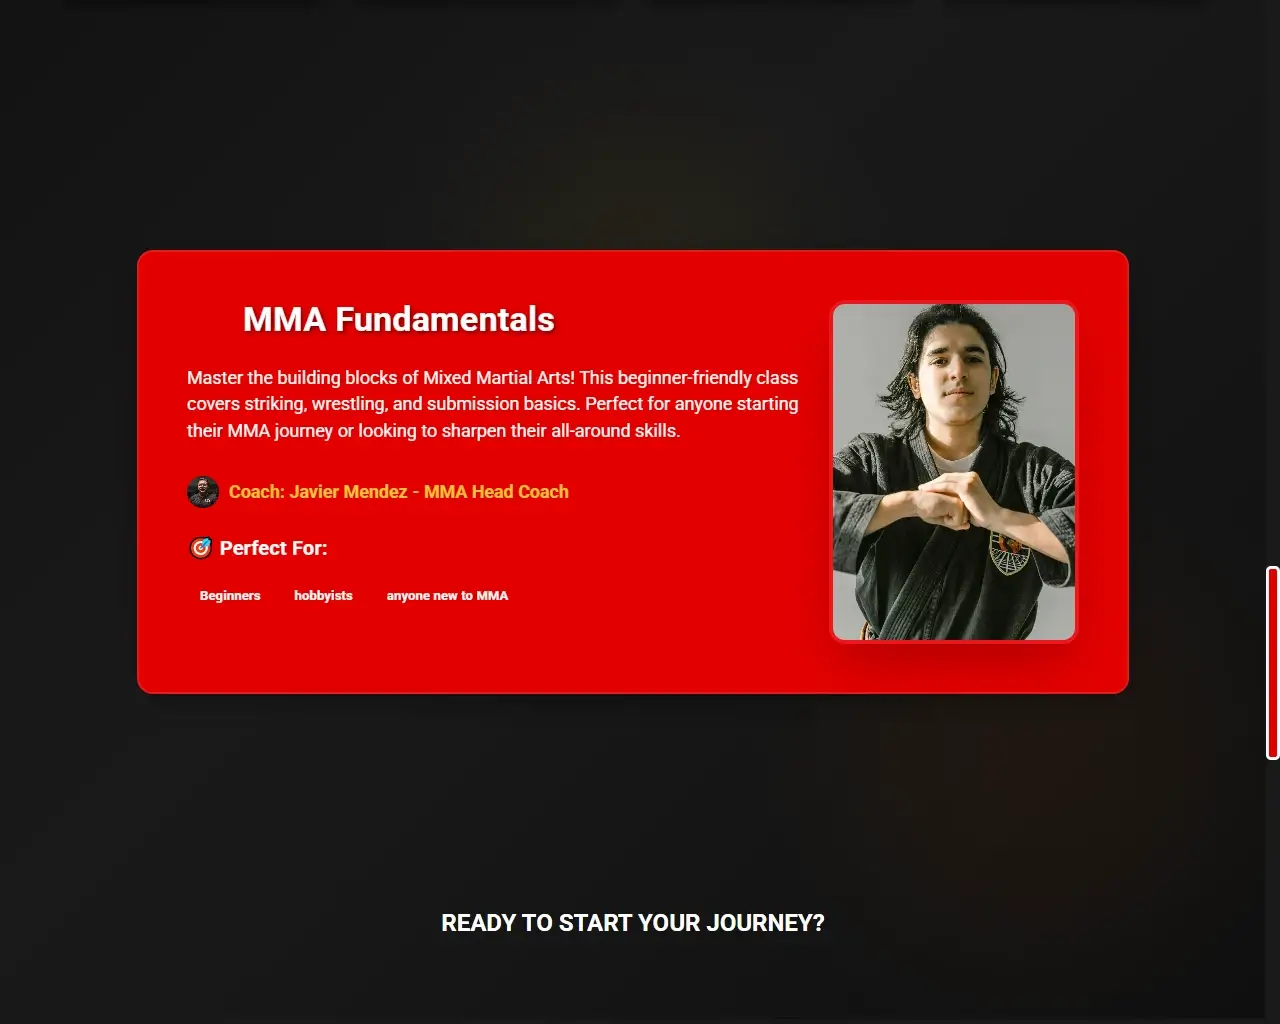 MMA Fundamentals
Master the building blocks of Mixed Martial Arts! This beginner-friendly class
covers striking, wrestling, and submission basics. Perfect for anyone starting
their MMA journey or looking to sharpen their all-around skills.
Coach: Javier Mendez - MMA Head Coach
🎯 Perfect For:
Beginners hobbyists anyone new to MMA
READY TO START YOUR JOURNEY?